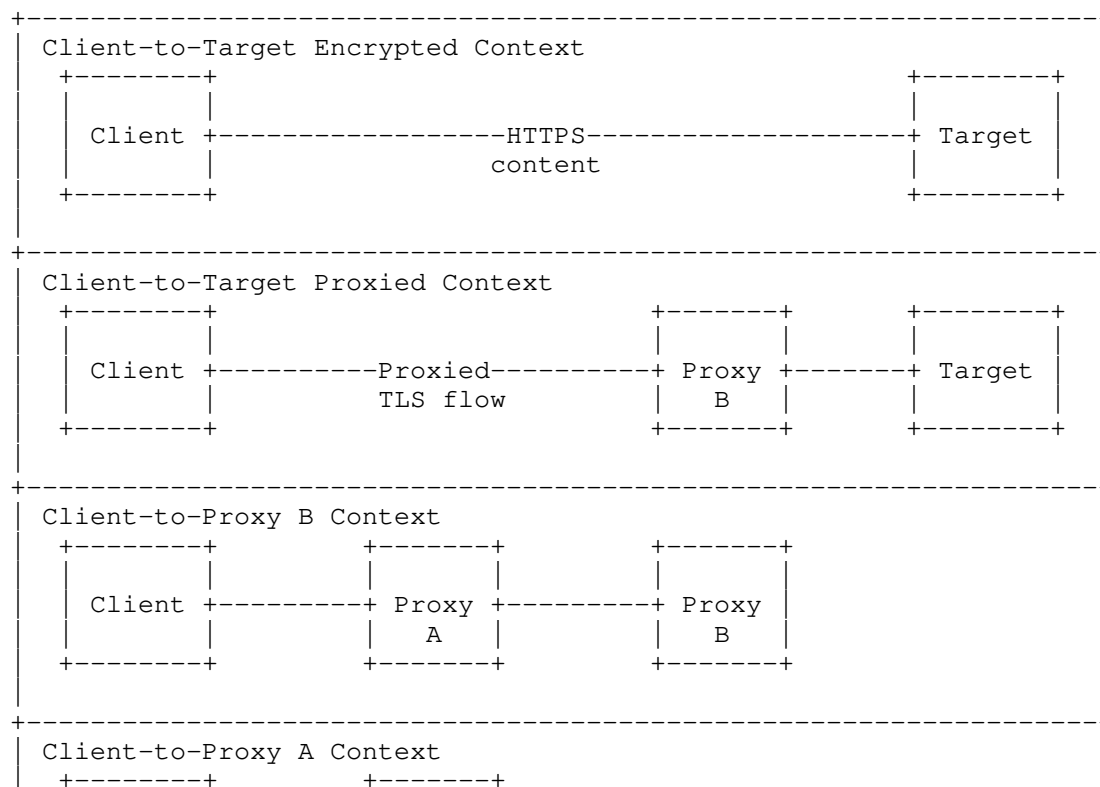 Client-to-Target Encrypted Context
Client HTTPS Target
content
Client-to-Target Proxied Context
Client Proxied Proxy Target
TLS flow B
Client-to-Proxy B Context
Client Proxy Proxy
A B
Client-to-Proxy A Context